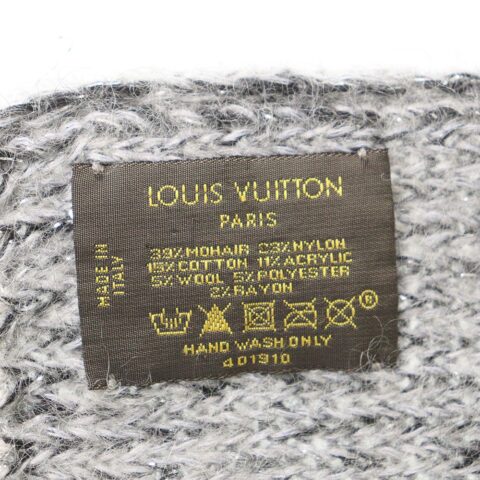 LOUIS VUITTON
PARIS
39%MOHAIR 23%NYLON
15%COTTON 11%ACRYLIC
5%WOOL 5%POLYESTER
2%RAYON
HAND WASH ONLY
401910
MADE IN
ITALY